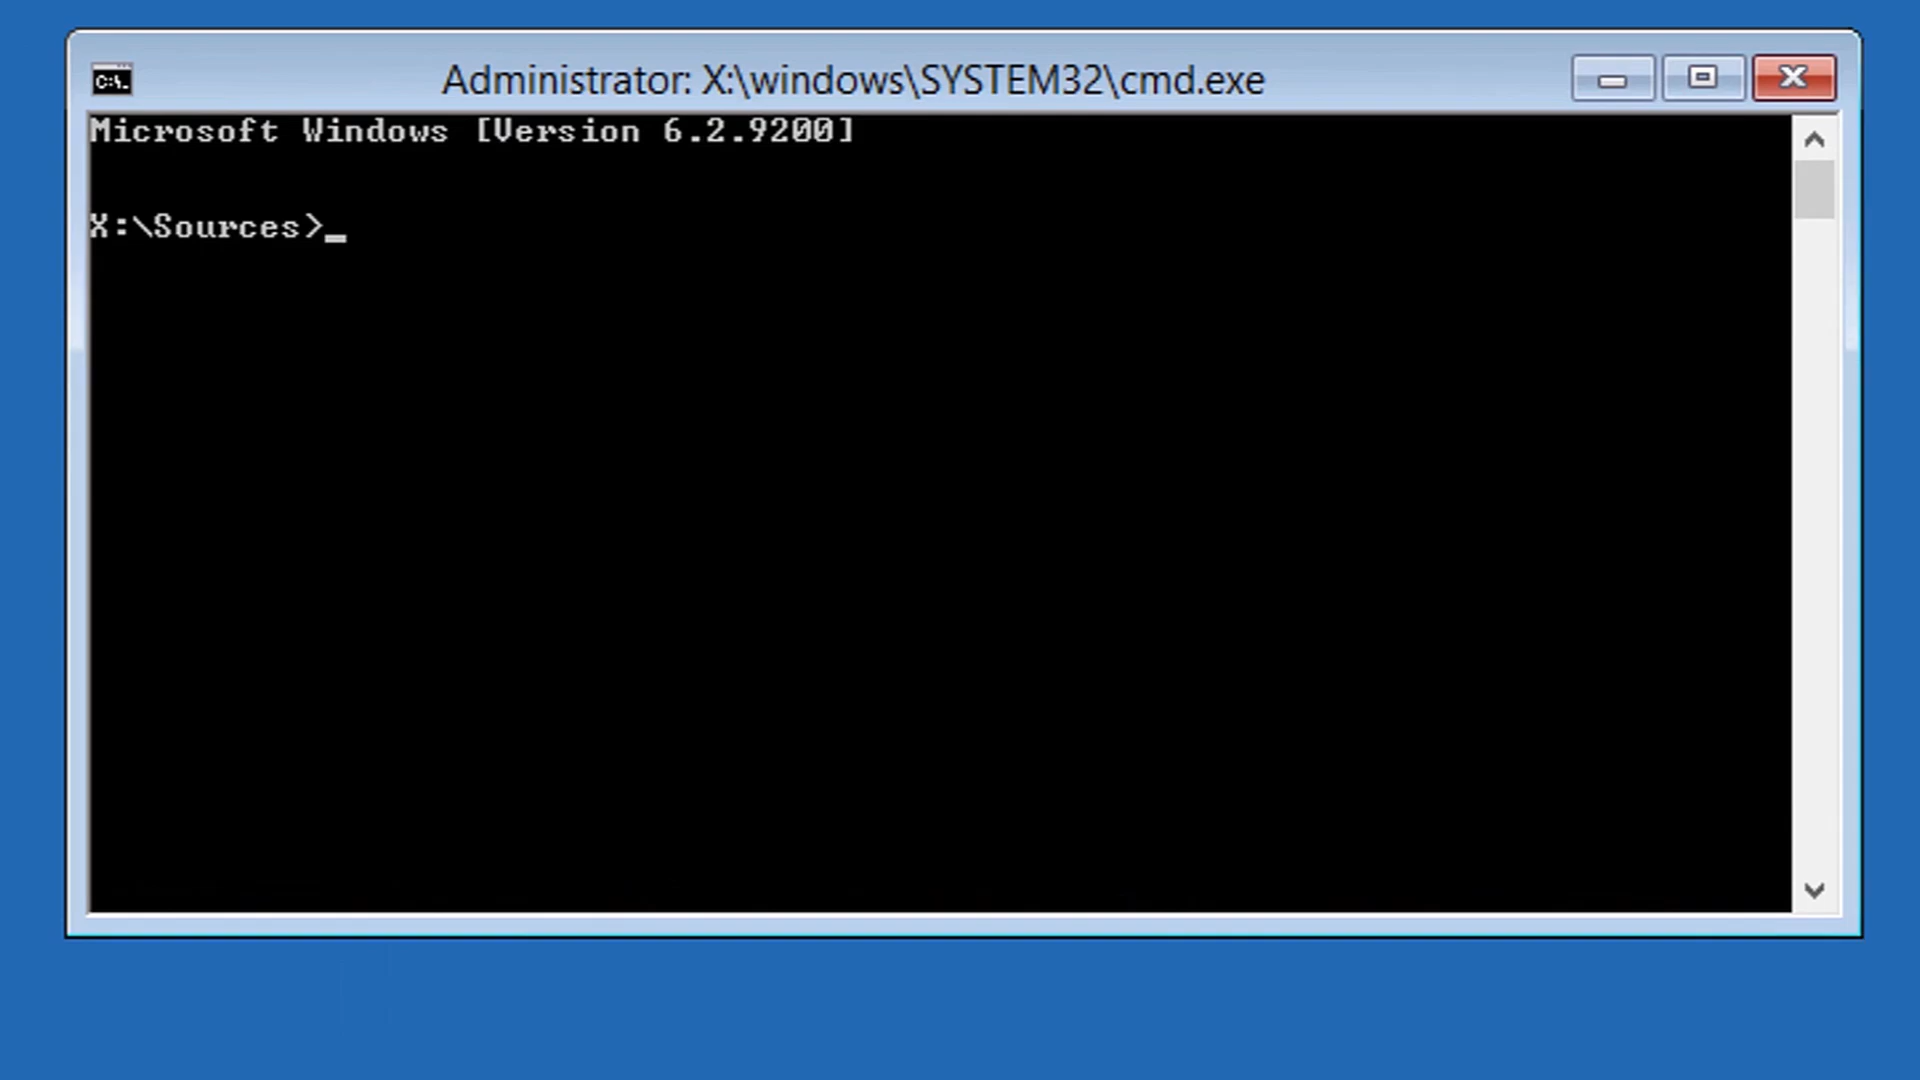 C:\.
Administrator: X:\windows\SYSTEM32\cmd.exe
Microsoft Windows [Version 6.2.9200]
X:\Sources>_